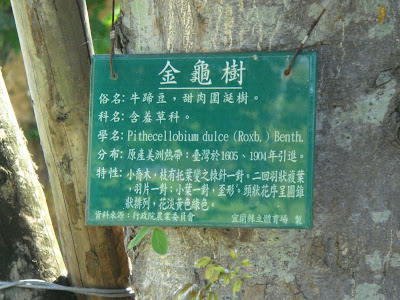 金龜樹
俗名：牛蹄豆，甜肉圍涎樹。
科名：含羞草科。
學名：Pithecellobium dulce (Roxb.) Benth.
分布：原產美洲熱帶：臺灣於1605、1904年引進。
特性：小喬木，枝有托葉變之銳針一對。二回羽狀複葉
，羽片一對；小葉一對，歪形。頭狀花序呈圓錐
狀排列，花淡黃色綠色。
資料來源：行政院農業委員會
宜蘭縣立體育場 製